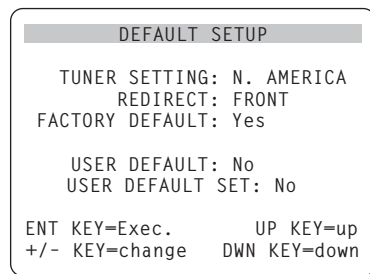 DEFAULT SETUP
TUNER SETTING: N. AMERICA
REDIRECT: FRONT
FACTORY DEFAULT: Yes
USER DEFAULT: No
USER DEFAULT SET: No
ENT KEY=Exec. UP KEY=up
+/- KEY=change DWN KEY=down